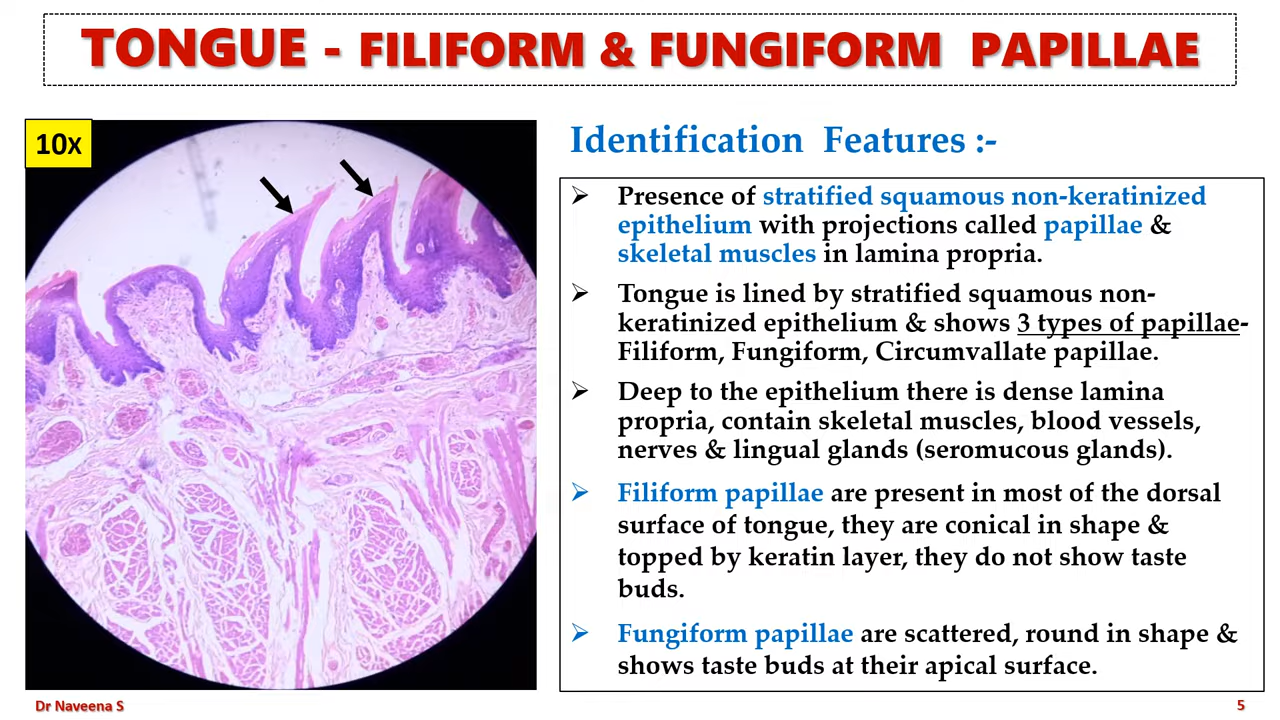 TONGUE - FILIFORM & FUNGIFORM PAPILLAE
10x
Identification Features :-
Presence of stratified squamous non-keratinized
epithelium with projections called papillae &
skeletal muscles in lamina propria.
Tongue is lined by stratified squamous non-
keratinized epithelium & shows 3 types of papillae-
Filiform, Fungiform, Circumvallate papillae.
Deep to the epithelium there is dense lamina
propria, contain skeletal muscles, blood vessels,
nerves & lingual glands (seromucous glands).
Filiform papillae are present in most of the dorsal
surface of tongue, they are conical in shape &
topped by keratin layer, they do not show taste
buds.
Fungiform papillae are scattered, round in shape &
shows taste buds at their apical surface.
Dr Naveena S
5